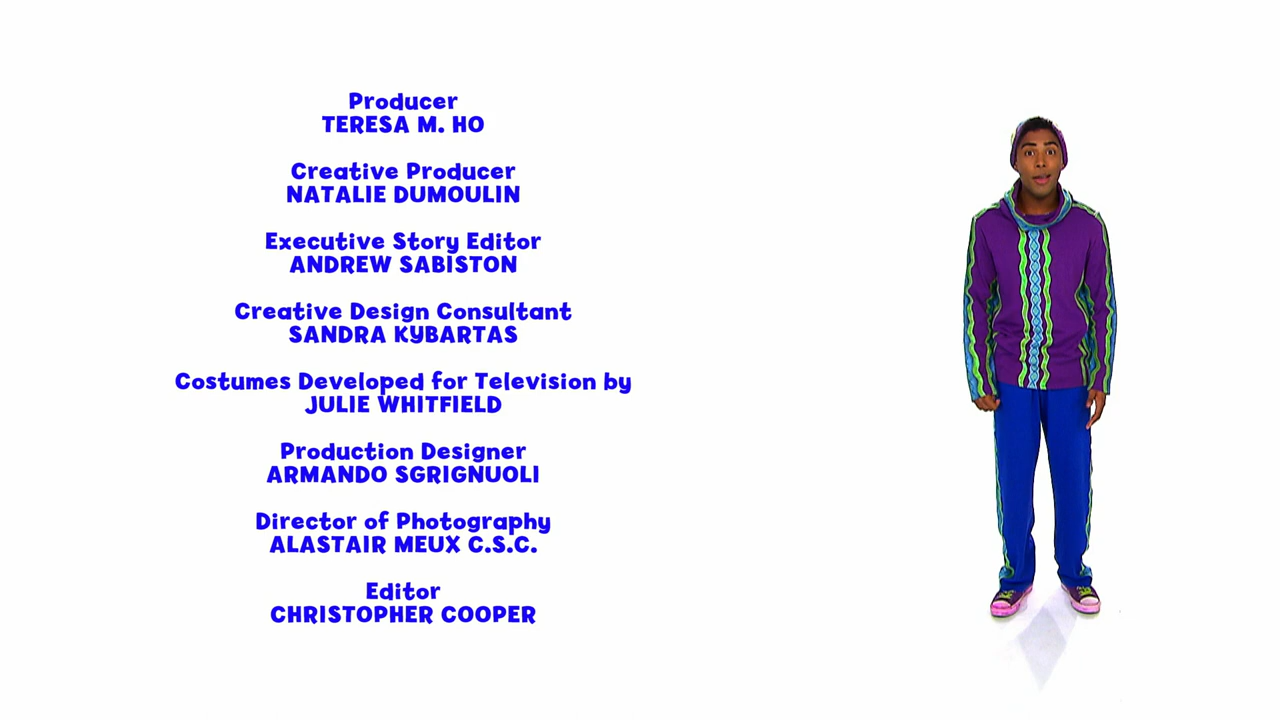 Producer
TERESA M. HO
Creative Producer
NATALIE DUMOULIN
Executive Story Editor
ANDREW SABISTON
Creative Design Consultant
SANDRA KYBARTAS
Costumes Developed for Television by
JULIE WHITFIELD
Production Designer
ARMANDO SGRIGNUOLI
Director of Photography
ALASTAIR MEUX C.S.C.
Editor
CHRISTOPHER COOPER